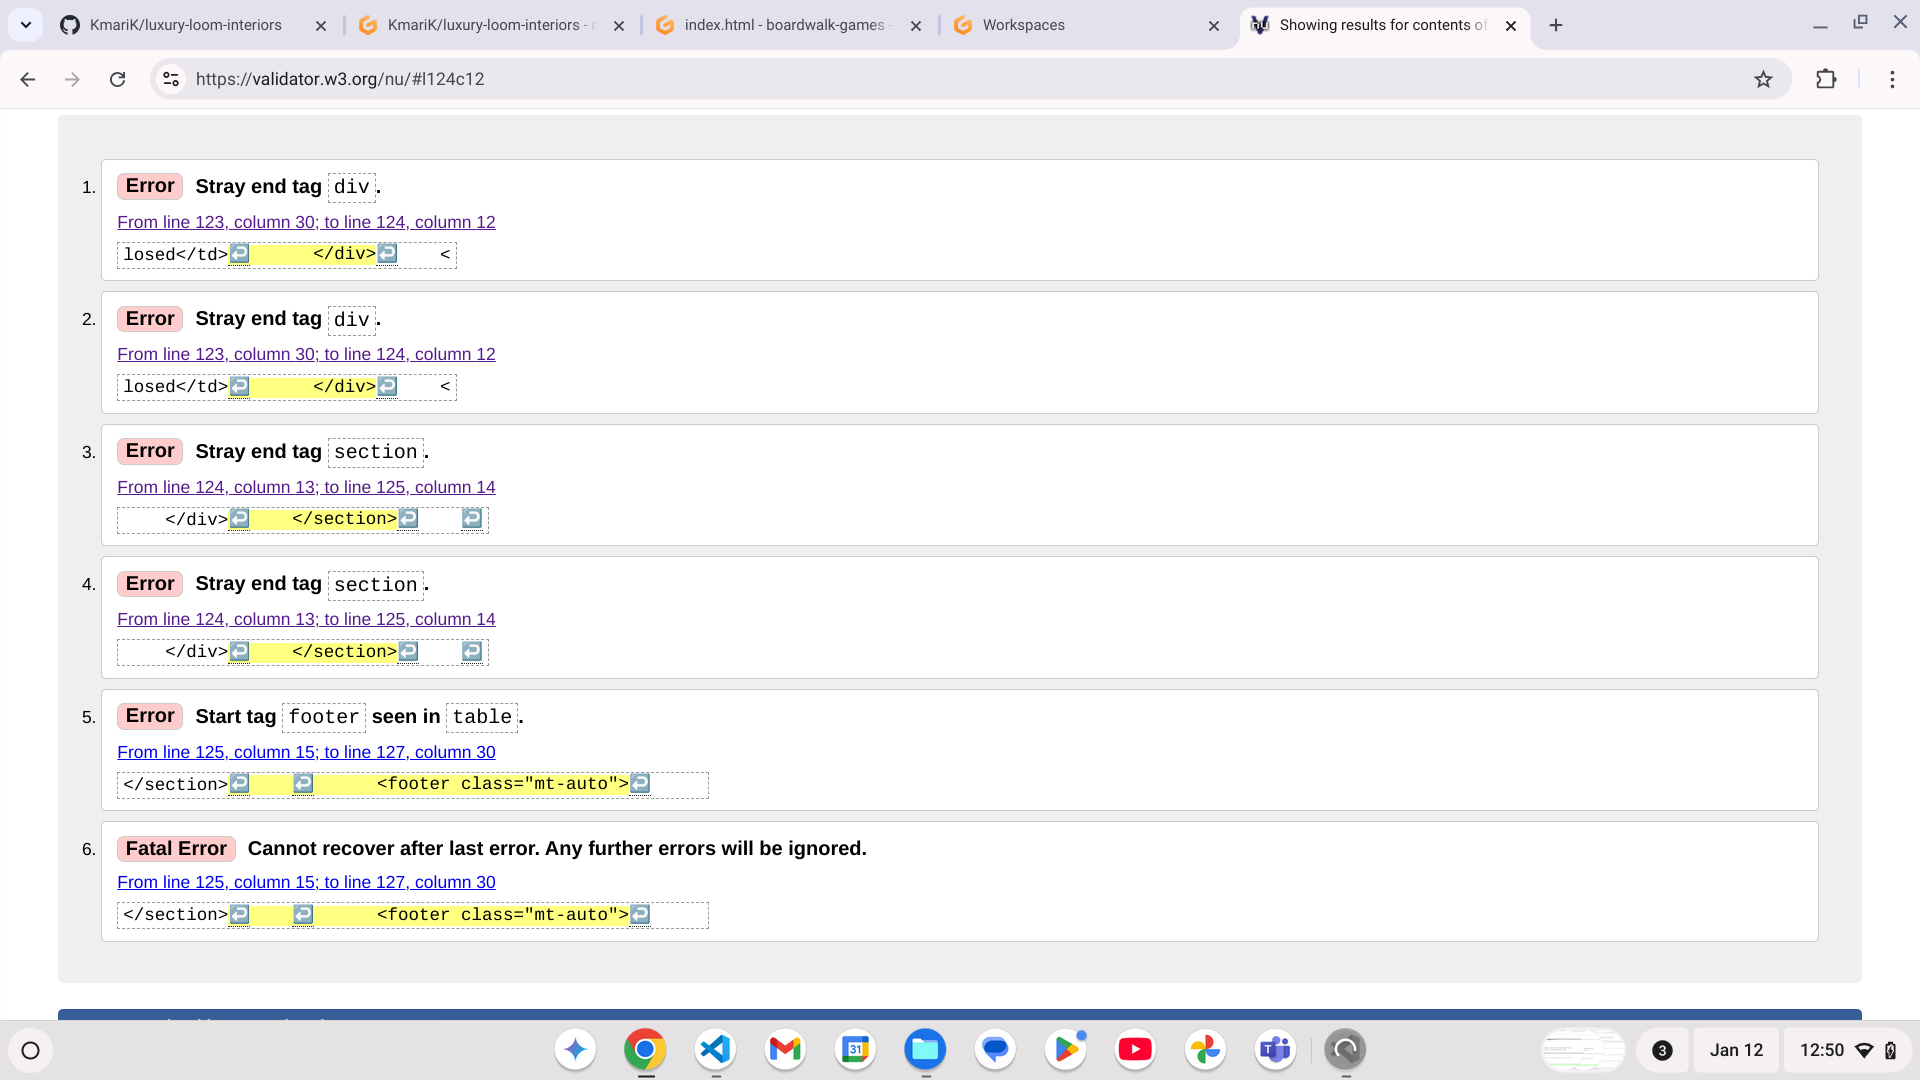 KmariK/luxury-loom-interiors
KmariK/luxury-loom-interiors -
index.html - boardwalk-games -
Workspaces
Showing results for contents of
https://validator.w3.org/nu/#l124c12
1. Error Stray end tag div.
From line 123, column 30; to line 124, column 12
losed</td>↩ </div>↩ <
2. Error Stray end tag div.
From line 123, column 30; to line 124, column 12
losed</td>↩ </div>↩ <
3. Error Stray end tag section.
From line 124, column 13; to line 125, column 14
</div>↩ </section>↩ ↩
4. Error Stray end tag section.
From line 124, column 13; to line 125, column 14
</div>↩ </section>↩ ↩
5. Error Start tag footer seen in table.
From line 125, column 15; to line 127, column 30
</section>↩ ↩ <footer class="mt-auto">↩
6. Fatal Error Cannot recover after last error. Any further errors will be ignored.
From line 125, column 15; to line 127, column 30
</section>↩ ↩ <footer class="mt-auto">↩
31
3
Jan 12
12:50